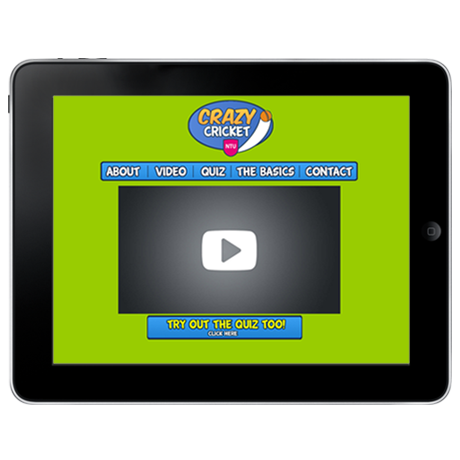 CRAZY
CRICKET
NTU
ABOUT VIDEO QUIZ THE BASICS CONTACT
TRY OUT THE QUIZ TOO!
CLICK HERE